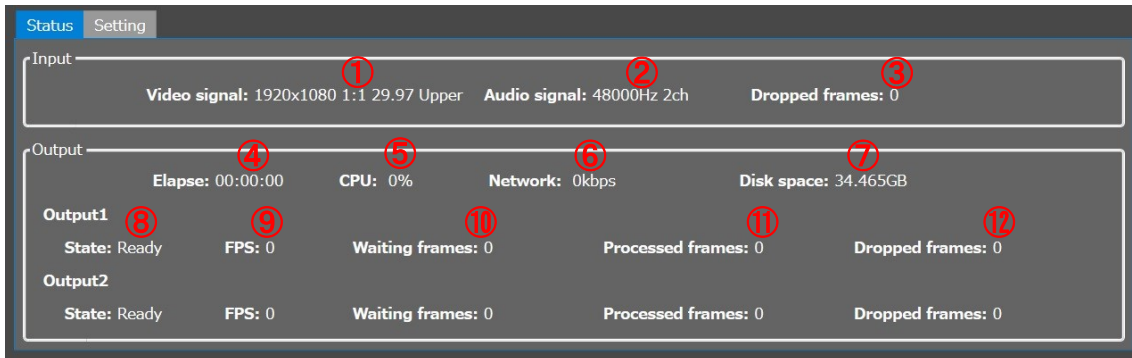 Status Setting
Input
① ② ③
Video signal: 1920x1080 1:1 29.97 Upper Audio signal: 48000Hz 2ch Dropped frames: 0
Output
④ ⑤ ⑥ ⑦
Elapse: 00:00:00 CPU: 0% Network: 0kbps Disk space: 34.465GB
Output1
⑧ ⑨ ⑩ ⑪ ⑫
State: Ready FPS: 0 Waiting frames: 0 Processed frames: 0 Dropped frames: 0
Output2
State: Ready FPS: 0 Waiting frames: 0 Processed frames: 0 Dropped frames: 0